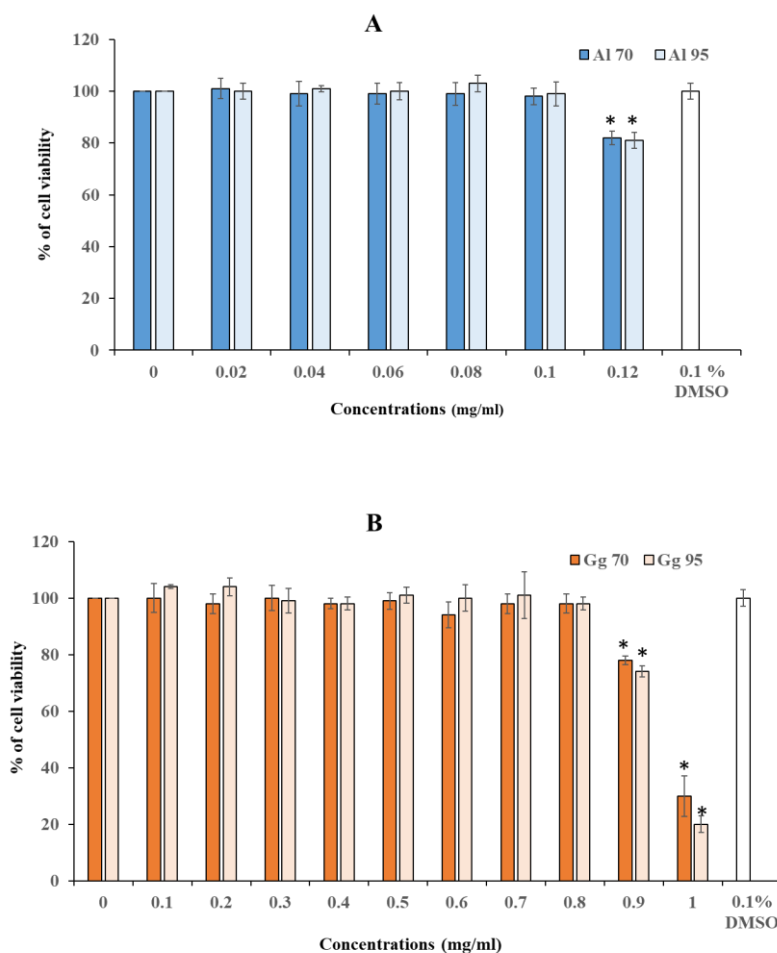 A
Al 70 Al 95
120
100
80
60
40
20
0
% of cell viability
* *
0 0.02 0.04 0.06 0.08 0.1 0.12 0.1 %
DMSO
Concentrations (mg/ml)
B
Gg 70 Gg 95
120
100
80
60
40
20
0
% of cell viability
* *
* *
0 0.1 0.2 0.3 0.4 0.5 0.6 0.7 0.8 0.9 1 0.1%
DMSO
Concentrations (mg/ml)